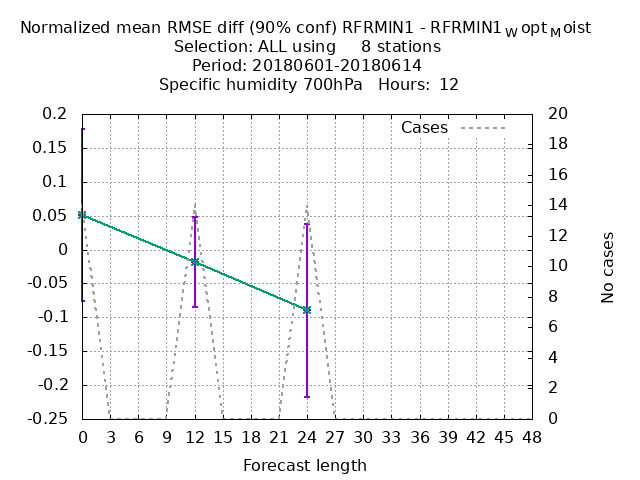 Normalized mean RMSE diff (90% conf) RFRMIN1 - RFRMIN1WoptMoist
Selection: ALL using 8 stations
Period: 20180601-20180614
Specific humidity 700hPa Hours: 12
Cases
0.2
0.15
0.1
0.05
0
-0.05
-0.1
-0.15
-0.2
-0.25
20
18
16
14
12
10
8
6
4
2
0
No cases
0 3 6 9 12 15 18 21 24 27 30 33 36 39 42 45 48
Forecast length